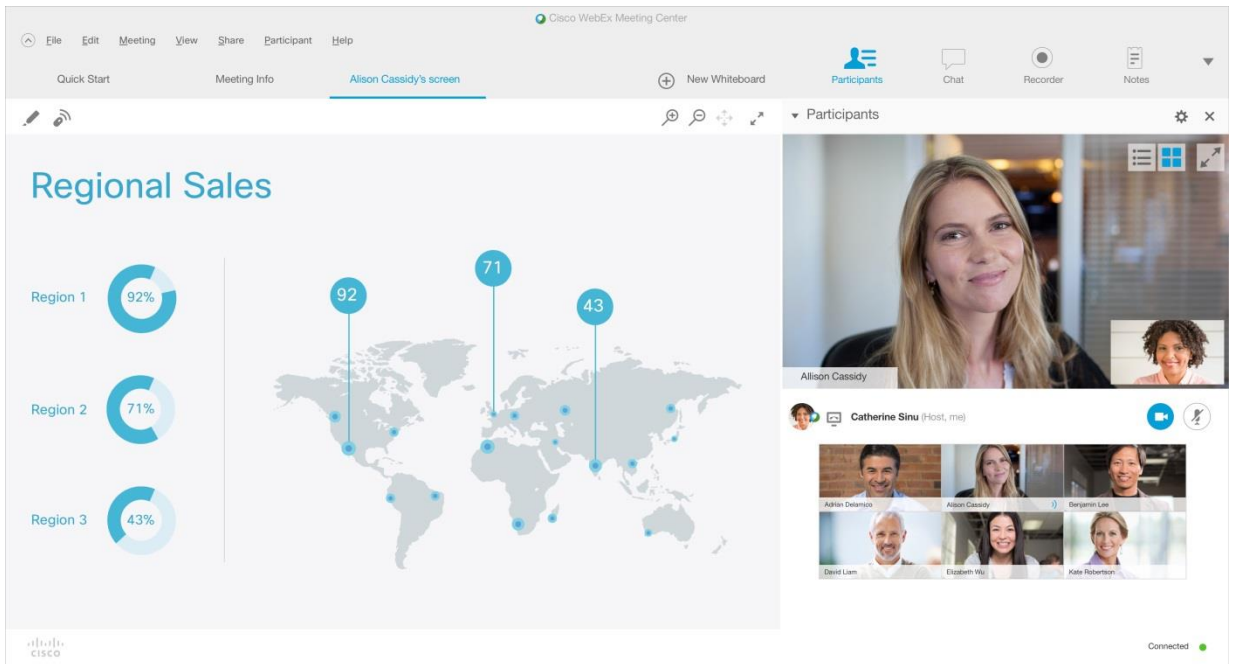 Cisco WebEx Meeting Center
File Edit Meeting View Share Participant Help
Quick Start Meeting Info Alison Cassidy's screen New Whiteboard
Participants Chat Recorder Notes
Participants
Regional Sales
Region 1 92%
Region 2 71%
Region 3 43%
92
71
43
Allison Cassidy
Catherine Sinu (Host, me)
Adrian Delamico Alison Cassidy Benjamin Lee
David Liam Elizabeth Wu Kate Robertson
CISCO
Connected